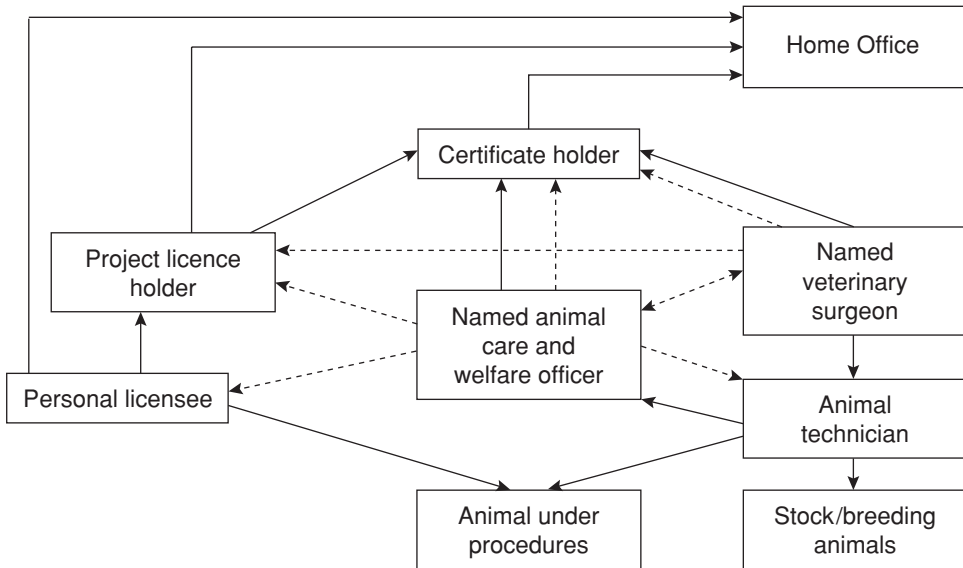 Home Office
Certificate holder
Project licence
holder
Named
veterinary
surgeon
Named animal
care and
welfare officer
Personal licensee
Animal
technician
Animal under
procedures
Stock/breeding
animals